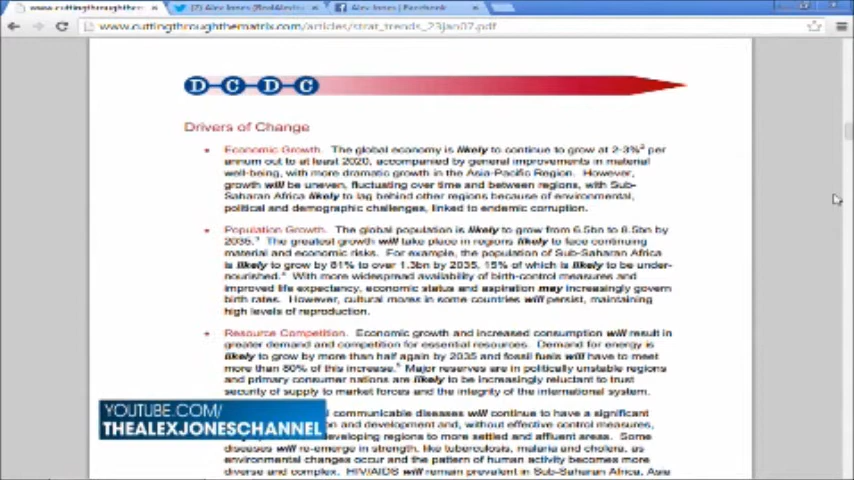 www.cuttingthroughthem
(7) Alex Jones (RealAlexJo
Alex Jones | Facebook
www.cuttingthroughthematrix.com/articles/strat_trends_23jan07.pdf
D C D C
Drivers of Change
• Economic Growth. The global economy is likely to continue to grow at 2-3%² per
annum out to at least 2020, accompanied by general improvements in material
well-being, with more dramatic growth in the Asia-Pacific Region. However,
growth will be uneven, fluctuating over time and between regions, with Sub-
Saharan Africa likely to lag behind other regions because of environmental,
political and demographic challenges, linked to endemic corruption.
• Population Growth. The global population is likely to grow from 6.5bn to 8.5bn by
2035.³ The greatest growth will take place in regions likely to face continuing
material and economic risks. For example, the population of Sub-Saharan Africa
is likely to grow by 81% to over 1.3bn by 2035, 15% of which is likely to be under-
nourished.⁴ With more widespread availability of birth-control measures and
improved life expectancy, economic status and aspiration may increasingly govern
birth rates. However, cultural mores in some countries will persist, maintaining
high levels of reproduction.
• Resource Competition. Economic growth and increased consumption will result in
greater demand and competition for essential resources. Demand for energy is
likely to grow by more than half again by 2035 and fossil fuels will have to meet
more than 80% of this increase.⁵ Major reserves are in politically unstable regions
and primary consumer nations are likely to be increasingly reluctant to trust
security of supply to market forces and the integrity of the international system.
communicable diseases will continue to have a significant
on and development and, without effective control measures,
developing regions to more settled and affluent areas. Some
diseases will re-emerge in strength, like tuberculosis, malaria and cholera, as
environmental changes occur and the pattern of human activity becomes more
diverse and complex. HIV/AIDS will remain prevalent in Sub-Saharan Africa, Asia
YOUTUBE.COM/
THEALEXJONESCHANNEL